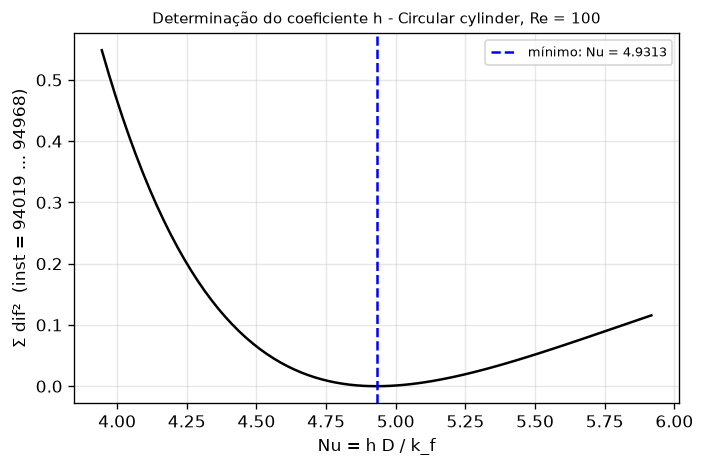 Determinação do coeficiente h - Circular cylinder, Re = 100
mínimo: Nu = 4.9313
Σ dif² (inst = 94019 ... 94968)
0.5
0.4
0.3
0.2
0.1
0.0
4.00 4.25 4.50 4.75 5.00 5.25 5.50 5.75 6.00
Nu = h D / k_f